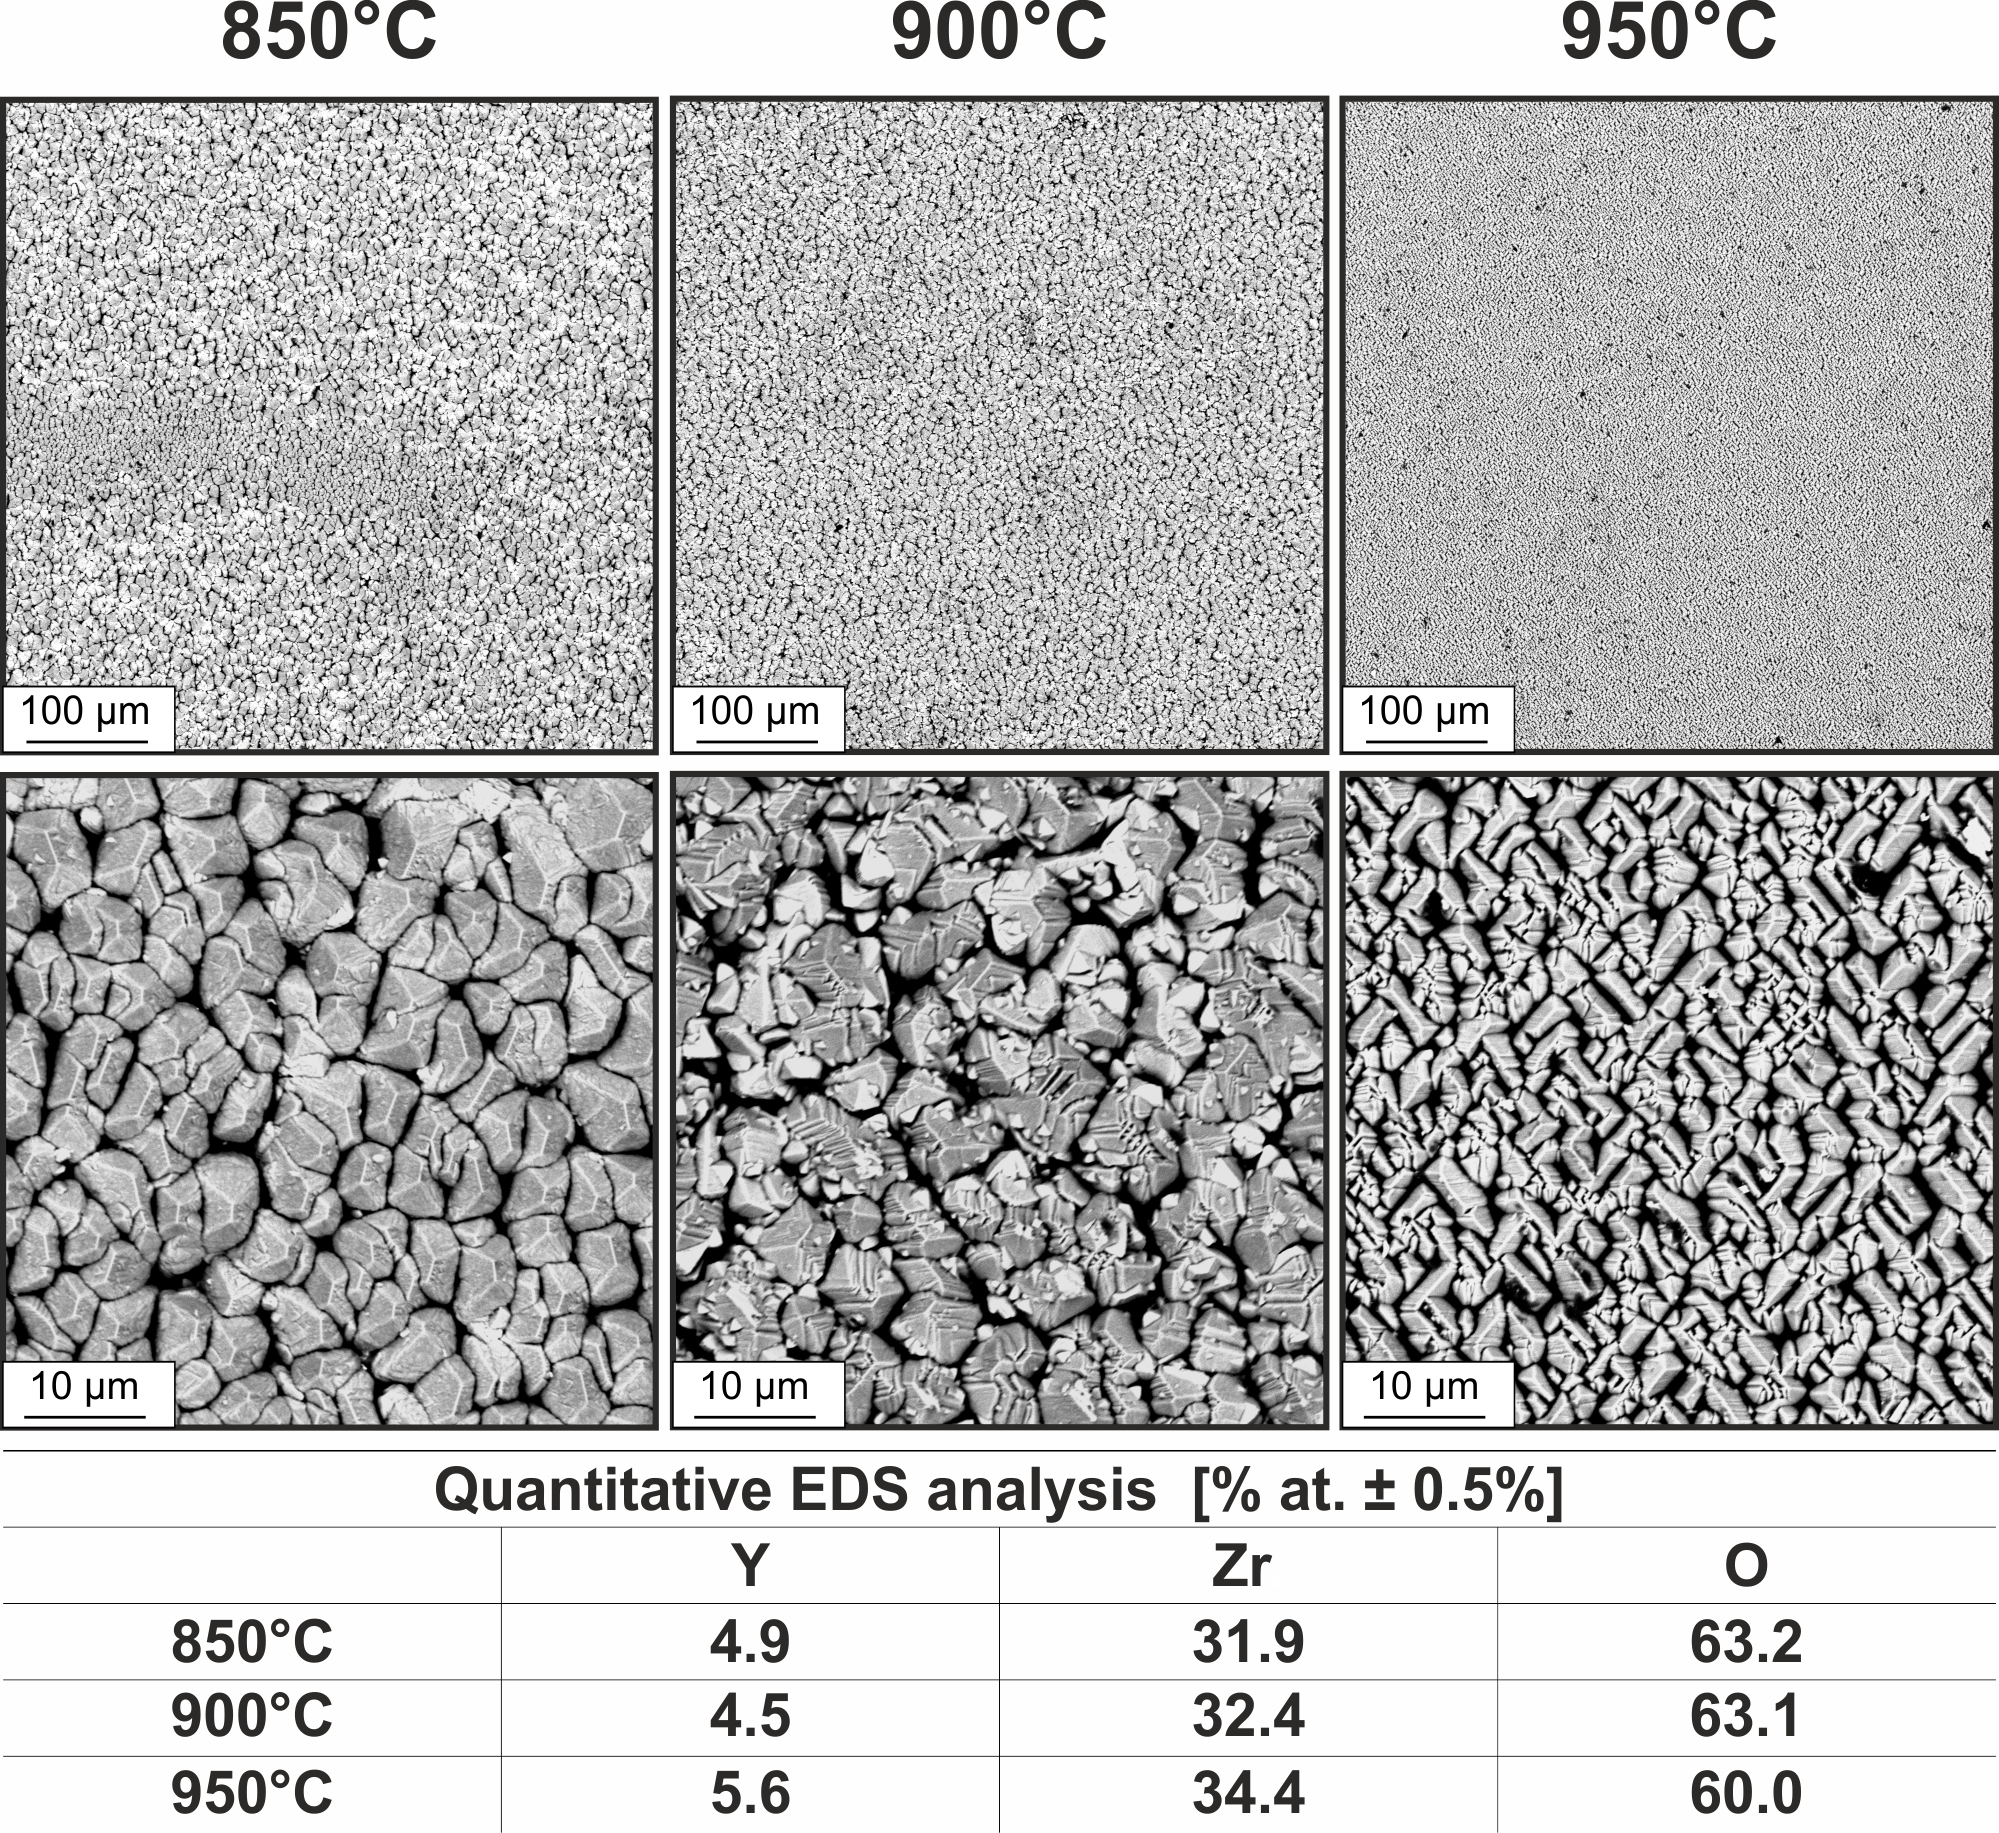 850°C 900°C 950°C
100 µm 100 µm 100 µm
10 µm 10 µm 10 µm
Quantitative EDS analysis [% at. ± 0.5%]
Y Zr O
850°C 4.9 31.9 63.2
900°C 4.5 32.4 63.1
950°C 5.6 34.4 60.0